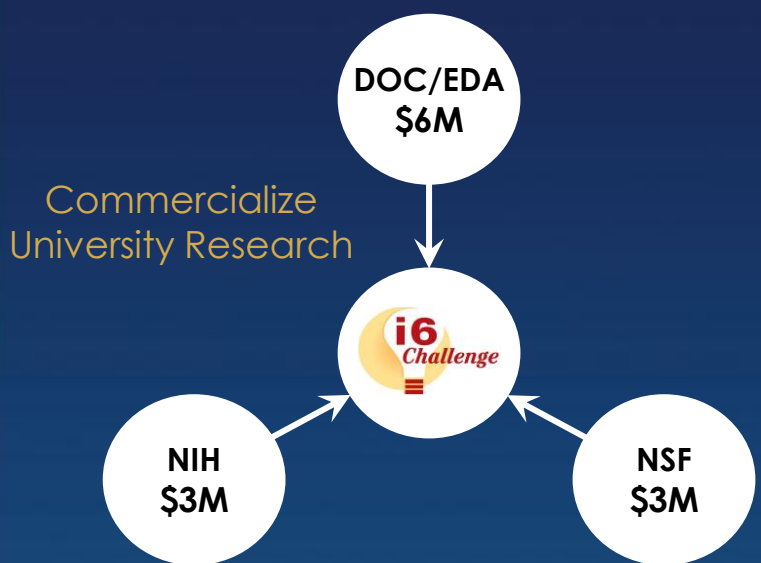 DOC/EDA
$6M
Commercialize
University Research
i6
Challenge
NIH
$3M
NSF
$3M